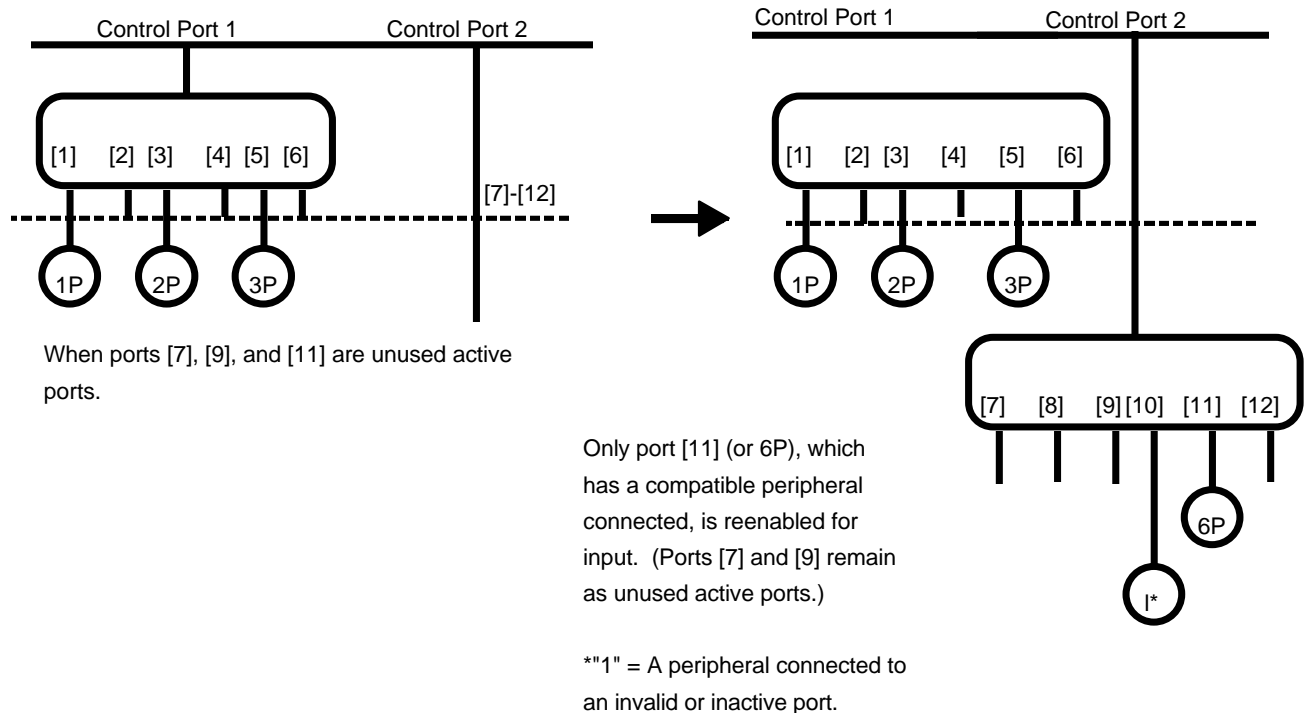 Control Port 1 Control Port 2
[1] [2] [3] [4] [5] [6]
[7]-[12]
1P 2P 3P
When ports [7], [9], and [11] are unused active
ports.
Control Port 1 Control Port 2
[1] [2] [3] [4] [5] [6]
1P 2P 3P
[7] [8] [9] [10] [11] [12]
6P
I*
Only port [11] (or 6P), which
has a compatible peripheral
connected, is reenabled for
input. (Ports [7] and [9] remain
as unused active ports.)
*"1" = A peripheral connected to
an invalid or inactive port.